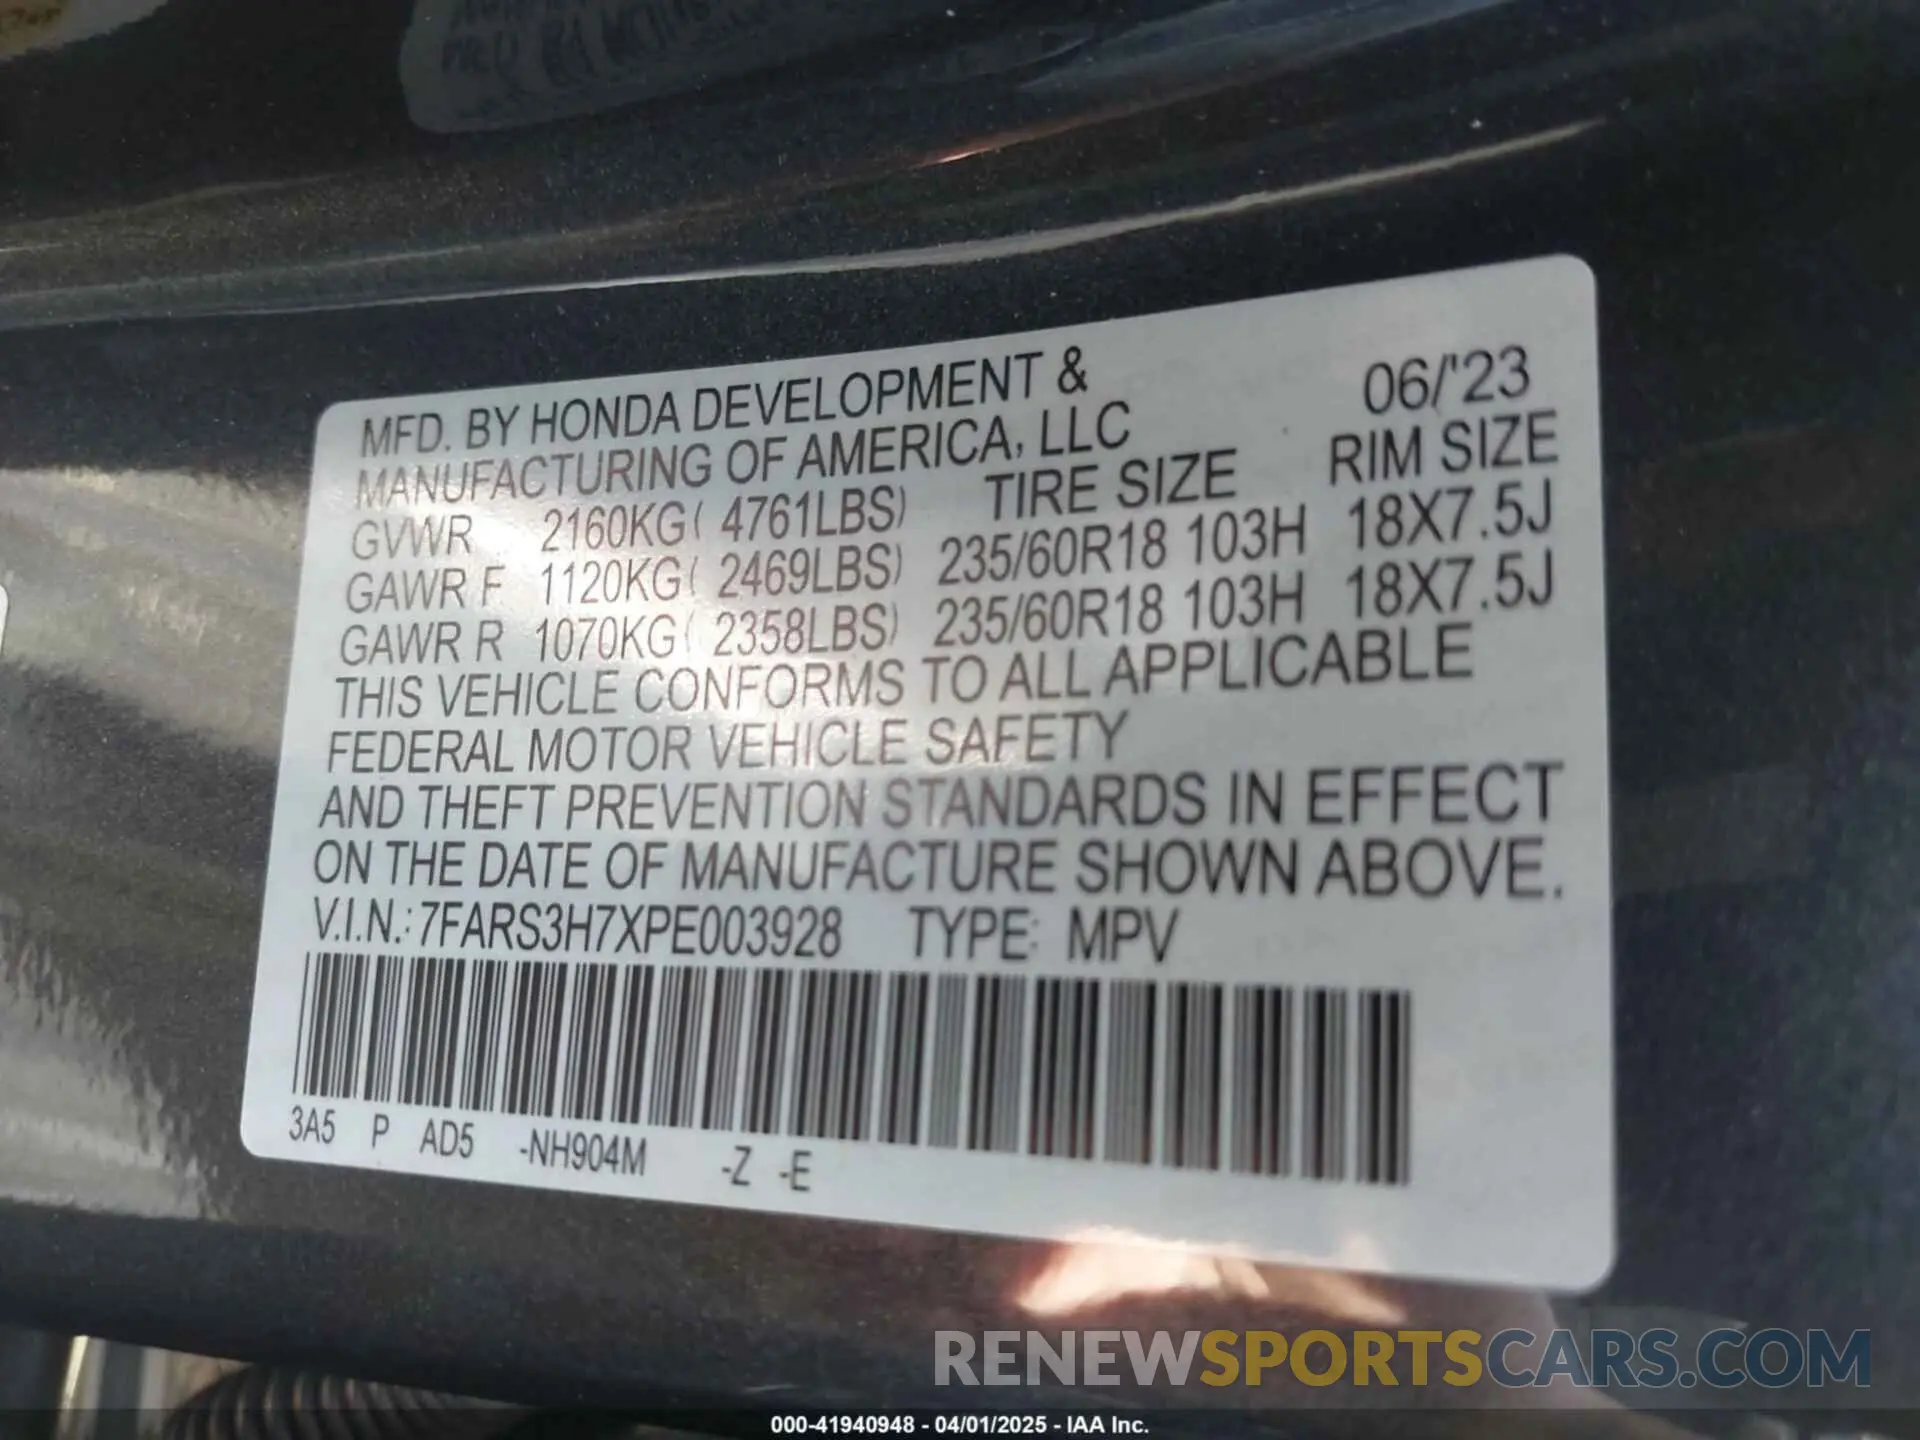 MFD. BY HONDA DEVELOPMENT & 06/'23
MANUFACTURING OF AMERICA, LLC
TIRE SIZE RIM SIZE
GVWR 2160KG( 4761LBS)
GAWR F 1120KG( 2469LBS) 235/60R18 103H 18X7.5J
GAWR R 1070KG( 2358LBS) 235/60R18 103H 18X7.5J
THIS VEHICLE CONFORMS TO ALL APPLICABLE
FEDERAL MOTOR VEHICLE SAFETY
AND THEFT PREVENTION STANDARDS IN EFFECT
ON THE DATE OF MANUFACTURE SHOWN ABOVE.
V.I.N.: 7FARS3H7XPE003928 TYPE: MPV
3A5 P AD5 -NH904M -Z -E
RENEWSPORTSCARS.COM
000-41940948 - 04/01/2025 - IAA Inc.